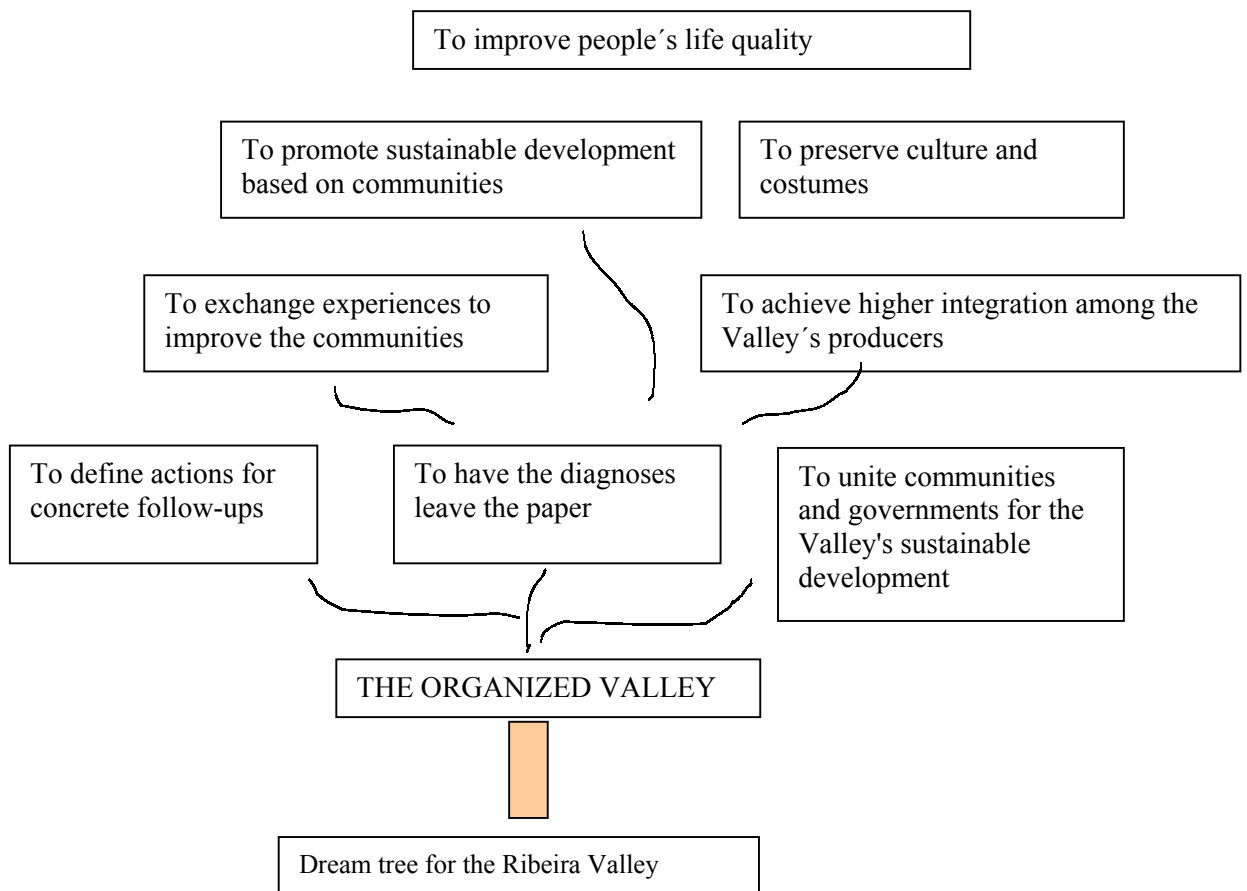 To improve people´s life quality
To promote sustainable development
based on communities
To preserve culture and
costumes
To exchange experiences to
improve the communities
To achieve higher integration among the
Valley´s producers
To define actions for
concrete follow-ups
To have the diagnoses
leave the paper
To unite communities
and governments for the
Valley's sustainable
development
THE ORGANIZED VALLEY
Dream tree for the Ribeira Valley